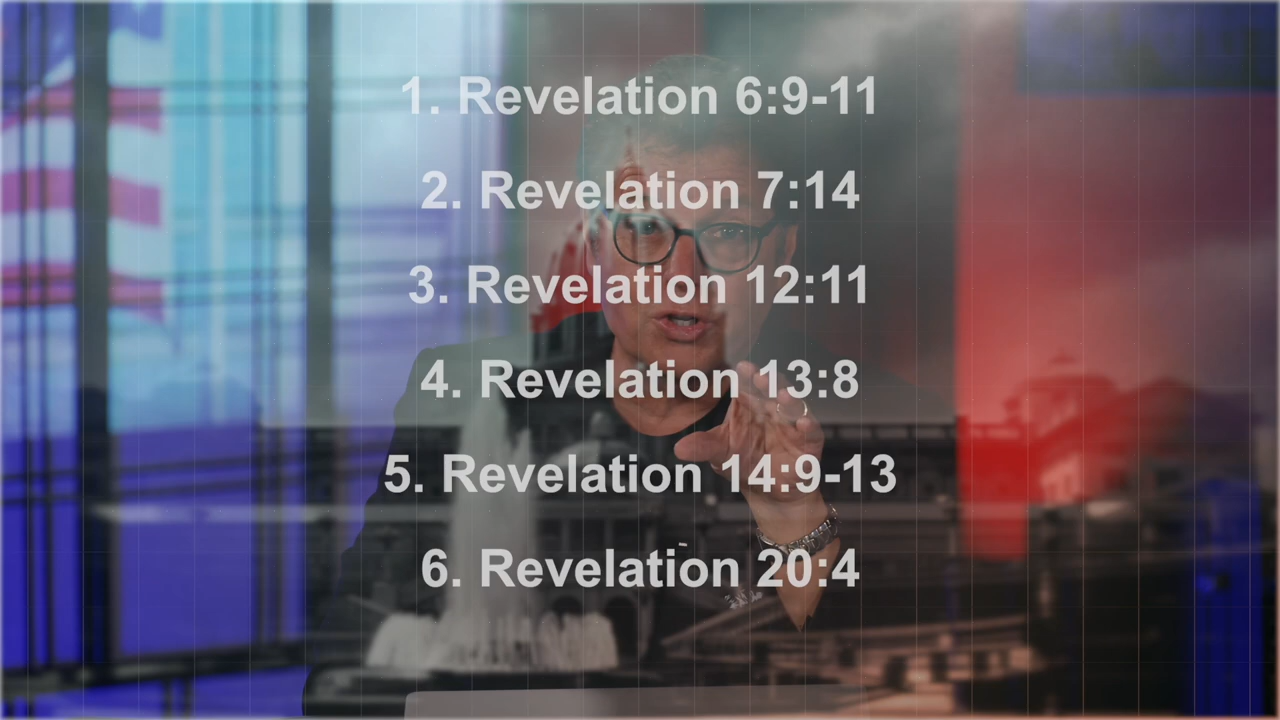 1. Revelation 6:9-11
2. Revelation 7:14
3. Revelation 12:11
4. Revelation 13:8
5. Revelation 14:9-13
6. Revelation 20:4